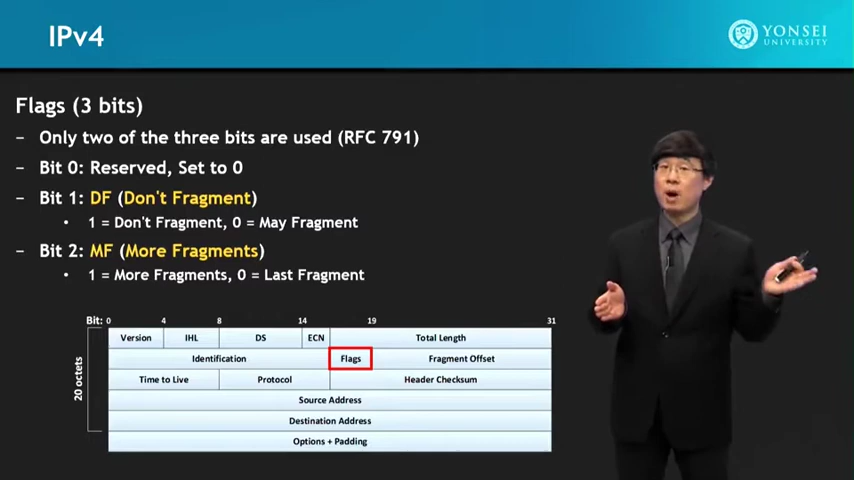 IPv4
YONSEI
UNIVERSITY
Flags (3 bits)
– Only two of the three bits are used (RFC 791)
– Bit 0: Reserved, Set to 0
– Bit 1: DF (Don't Fragment)
• 1 = Don't Fragment, 0 = May Fragment
– Bit 2: MF (More Fragments)
• 1 = More Fragments, 0 = Last Fragment
Bit: 0 4 8 14 19 31
Version IHL DS ECN Total Length
Identification Flags Fragment Offset
Time to Live Protocol Header Checksum
Source Address
Destination Address
Options + Padding
20 octets